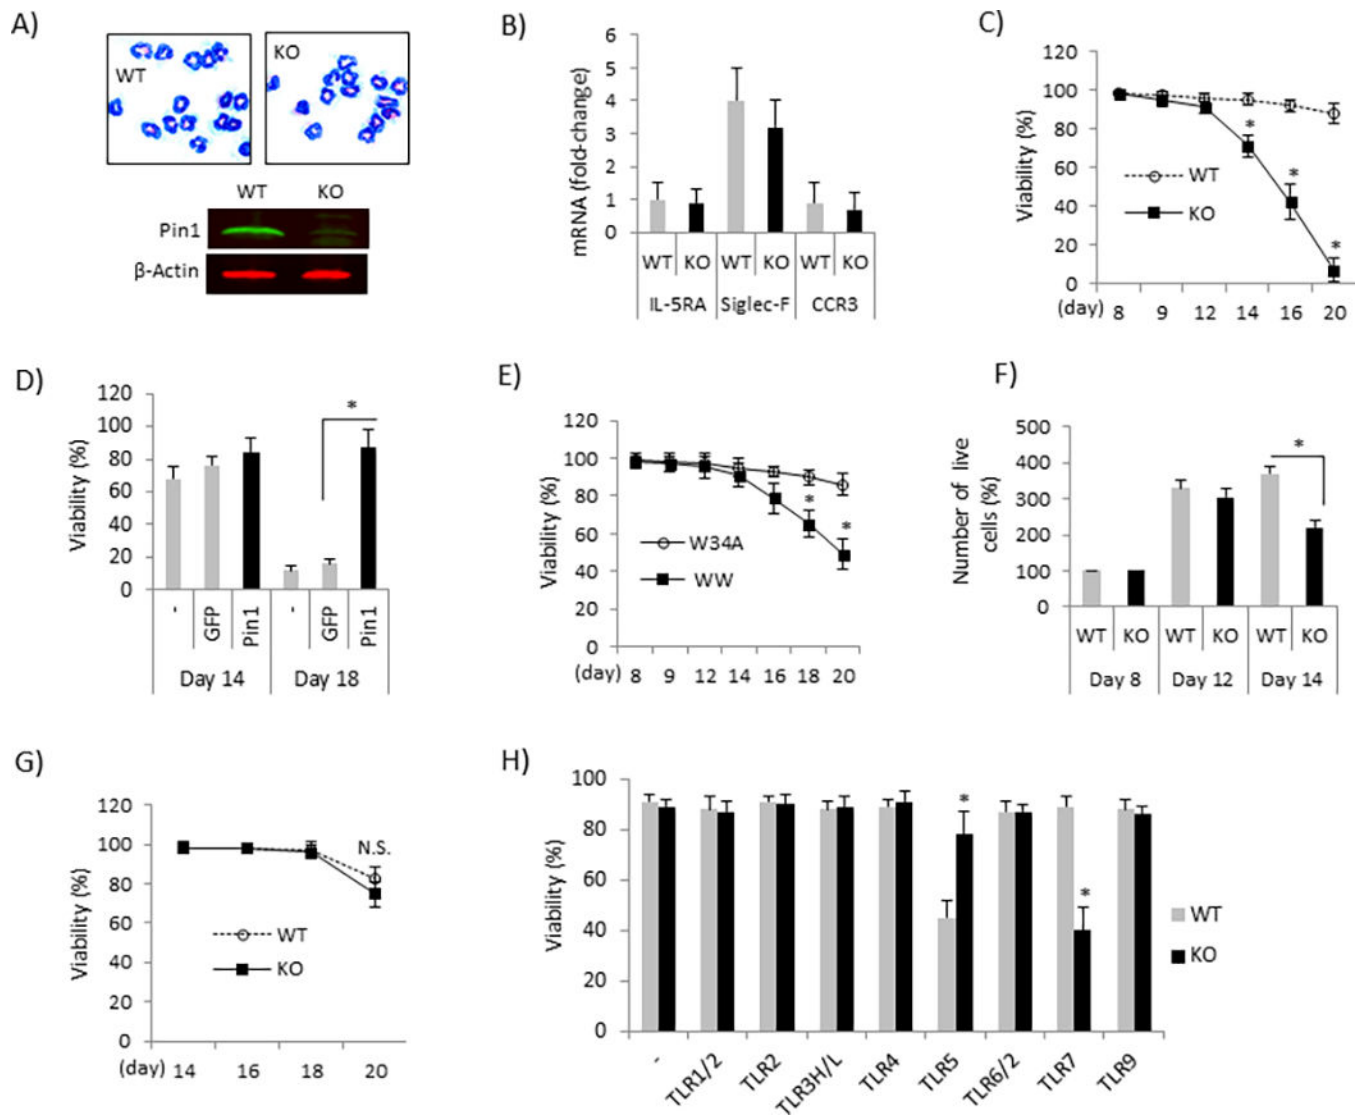 A)
WT
KO
WT KO
Pin1
β-Actin
B)
mRNA (fold-change)
6
5
4
3
2
1
0
WT KO WT KO WT KO
IL-5RA Siglec-F CCR3
C)
Viability (%)
120
100
80
60
40
20
0
WT
KO
*
*
*
(day) 8 9 12 14 16 20
D)
Viability (%)
120
100
80
60
40
20
0
*
- GFP Pin1 - GFP Pin1
Day 14 Day 18
E)
Viability (%)
120
100
80
60
40
20
0
W34A
WW
* *
(day) 8 9 12 14 16 18 20
F)
Number of live
cells (%)
500
400
300
200
100
0
*
WT KO WT KO WT KO
Day 8 Day 12 Day 14
G)
Viability (%)
120
100
80
60
40
20
0
N.S.
WT
KO
(day) 14 16 18 20
H)
Viability (%)
100
80
60
40
20
0
*
*
WT
KO
- TLR1/2 TLR2 TLR3H/L TLR4 TLR5 TLR6/2 TLR7 TLR9